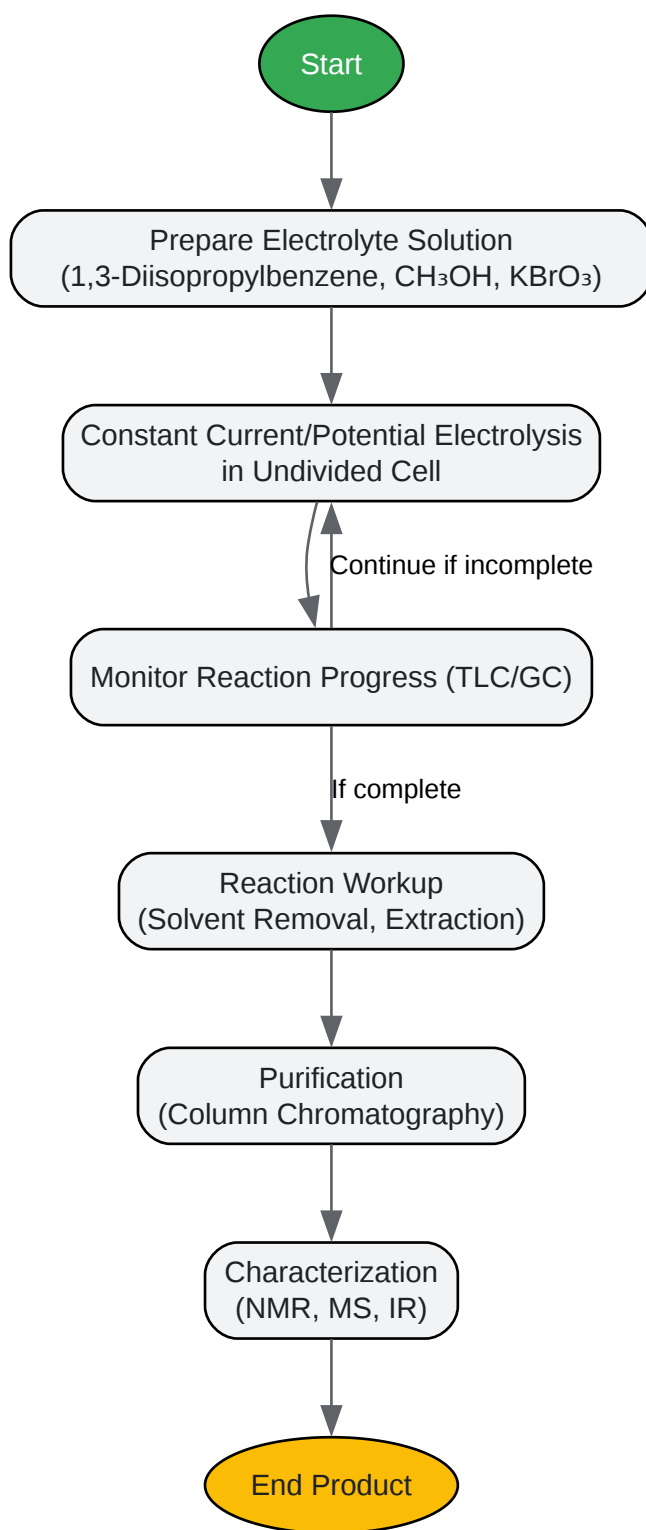 Start
Prepare Electrolyte Solution
(1,3-Diisopropylbenzene, CH₃OH, KBrO₃)
Constant Current/Potential Electrolysis
in Undivided Cell
Continue if incomplete
Monitor Reaction Progress (TLC/GC)
If complete
Reaction Workup
(Solvent Removal, Extraction)
Purification
(Column Chromatography)
Characterization
(NMR, MS, IR)
End Product